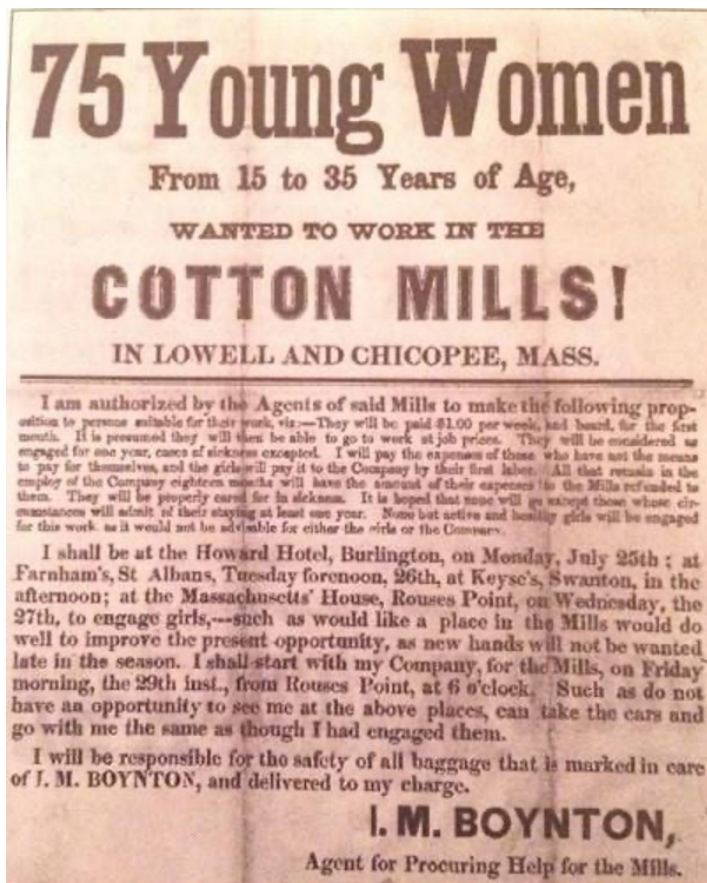 75 Young Women
From 15 to 35 Years of Age,
WANTED TO WORK IN THE
COTTON MILLS!
IN LOWELL AND CHICOPEE, MASS.
I am authorized by the Agents of said Mills to make the following prop-
osition to persons suitable for their work, viz:—They will be paid $1.00 per week, and board, for the first
month. It is presumed they will then be able to go to work at job prices. They will be considered as
engaged for one year, cases of sickness excepted. I will pay the expenses of those who have not the means
to pay for themselves, and the girls will pay it to the Company by their first labor. All that remain in the
employ of the Company eighteen months will have the amount of their expenses to the Mills refunded to
them. They will be properly cared for in sickness. It is hoped that none will go except those whose cir-
cumstances will admit of their staying at least one year. None but active and healthy girls will be engaged
for this work as it would not be advisable for either the girls or the Company.
I shall be at the Howard Hotel, Burlington, on Monday, July 25th; at
Farnham's, St Albans, Tuesday forenoon, 26th, at Keyse's, Swanton, in the
afternoon; at the Massachusetts' House, Rouses Point, on Wednesday, the
27th, to engage girls,---such as would like a place in the Mills would do
well to improve the present opportunity, as new hands will not be wanted
late in the season. I shall start with my Company, for the Mills, on Friday
morning, the 29th inst., from Rouses Point, at 6 o'clock. Such as do not
have an opportunity to see me at the above places, can take the cars and
go with me the same as though I had engaged them.
I will be responsible for the safety of all baggage that is marked in care
of I. M. BOYNTON, and delivered to my charge.
I. M. BOYNTON,
Agent for Procuring Help for the Mills.